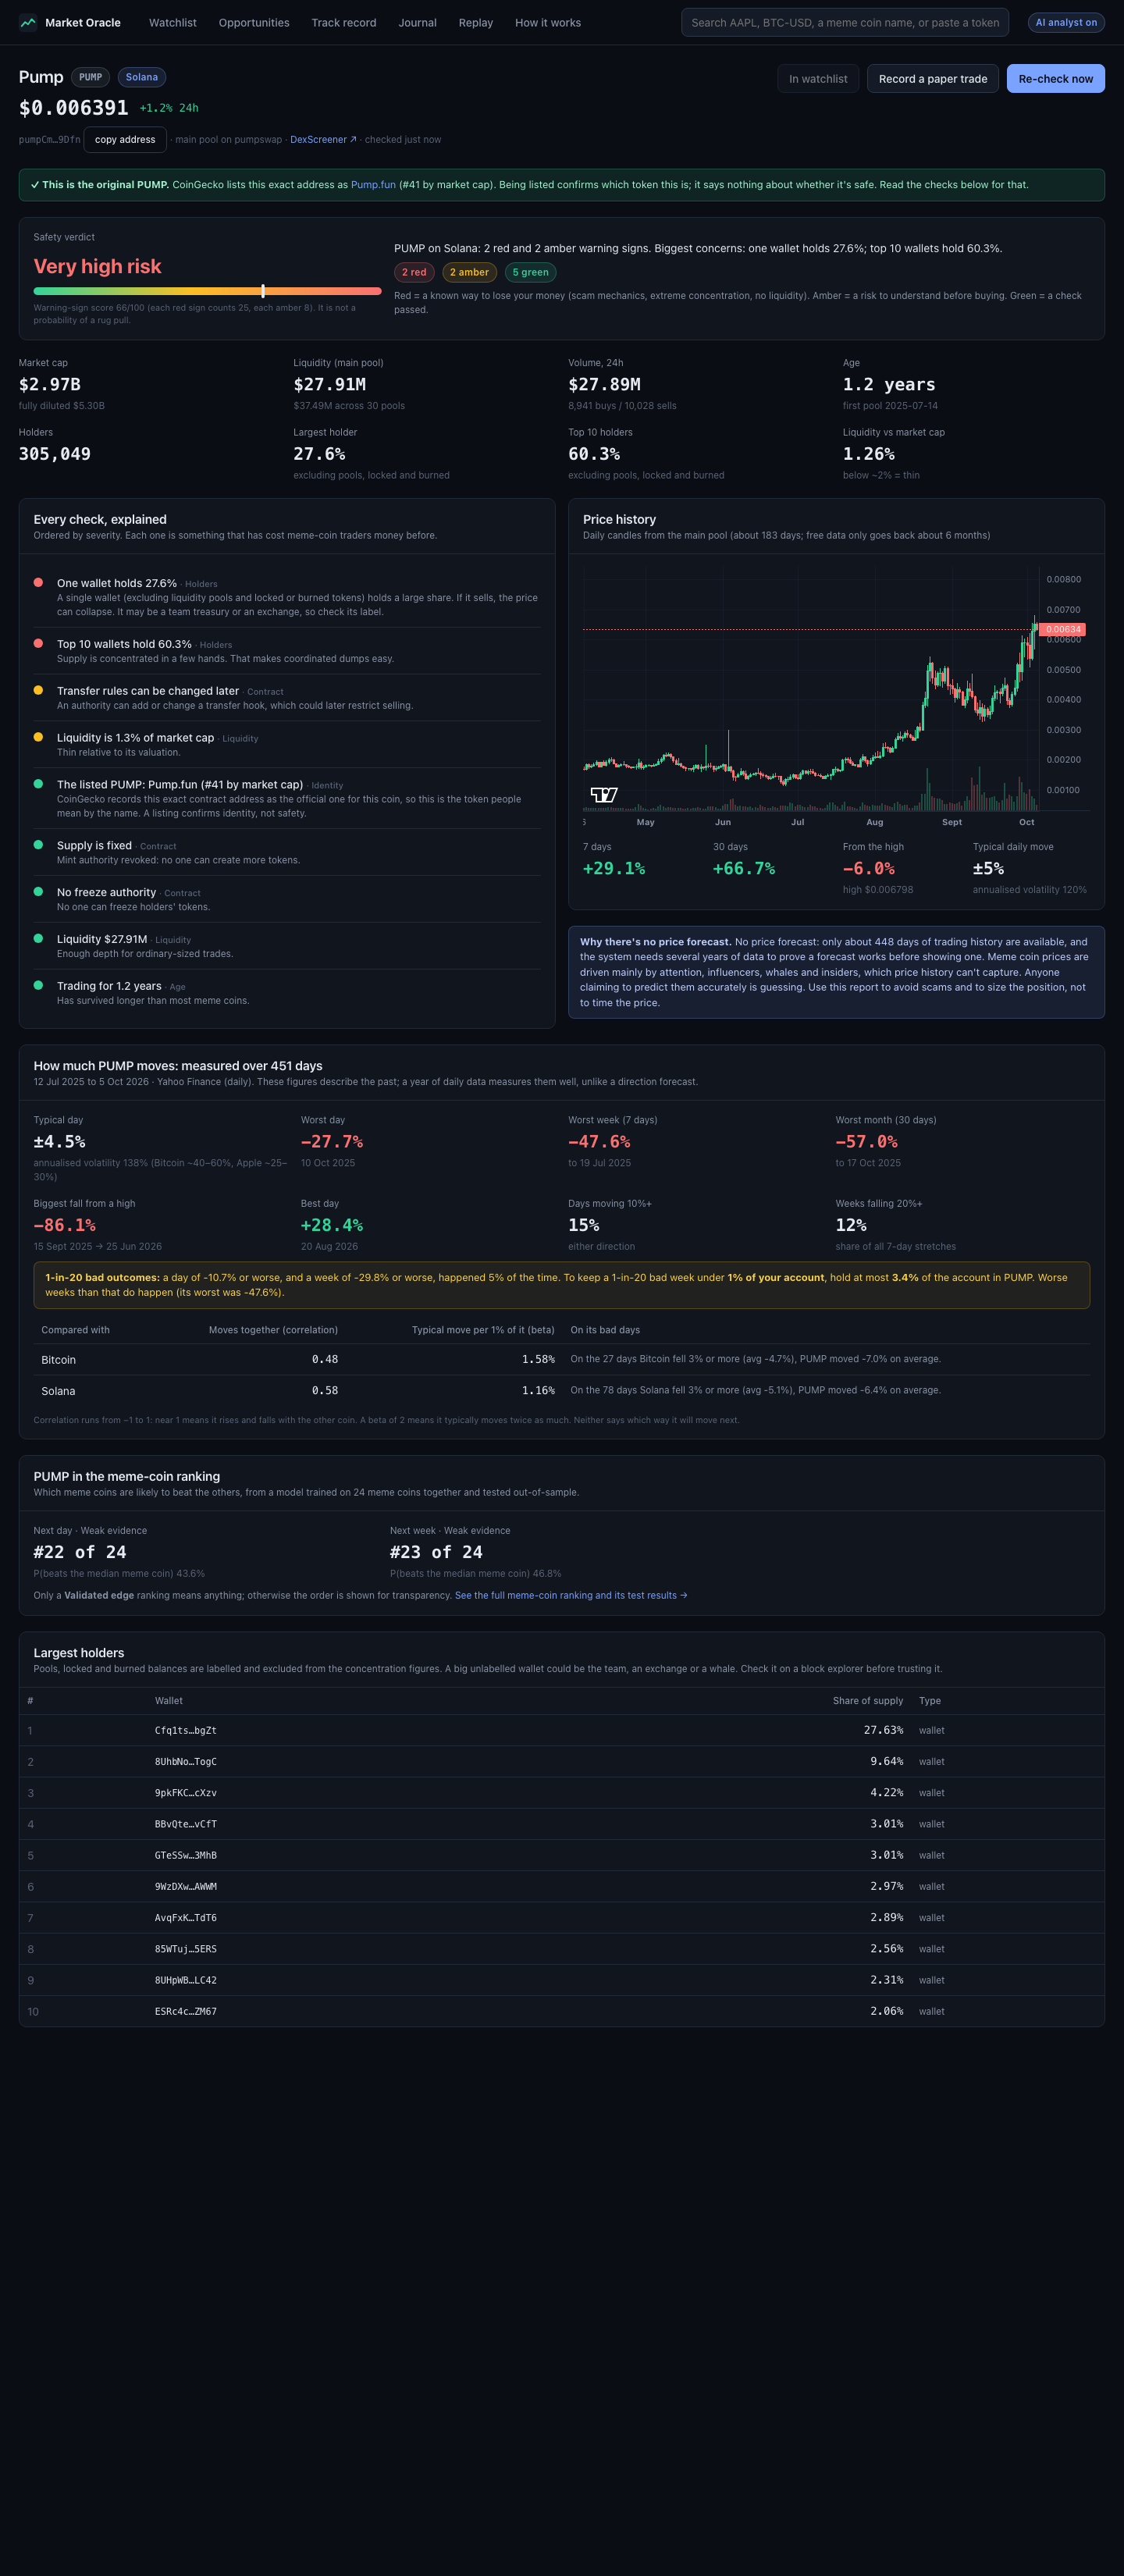 Market Oracle
Watchlist
Opportunities
Track record
Journal
Replay
How it works
Search AAPL, BTC-USD, a meme coin name, or paste a token
AI analyst on
Pump PUMP Solana
In watchlist
Record a paper trade
Re-check now
$0.006391 +1.2% 24h
pumpCm…9Dfn copy address · main pool on pumpswap · DexScreener ↗ · checked just now
✓ This is the original PUMP. CoinGecko lists this exact address as Pump.fun (#41 by market cap). Being listed confirms which token this is; it says nothing about whether it's safe. Read the checks below for that.
Safety verdict
Very high risk
Warning-sign score 66/100 (each red sign counts 25, each amber 8). It is not a
probability of a rug pull.
PUMP on Solana: 2 red and 2 amber warning signs. Biggest concerns: one wallet holds 27.6%; top 10 wallets hold 60.3%.
2 red 2 amber 5 green
Red = a known way to lose your money (scam mechanics, extreme concentration, no liquidity). Amber = a risk to understand before buying. Green = a check
passed.
Market cap
$2.97B
fully diluted $5.30B
Liquidity (main pool)
$27.91M
$37.49M across 30 pools
Volume, 24h
$27.89M
8,941 buys / 10,028 sells
Age
1.2 years
first pool 2025-07-14
Holders
305,049
Largest holder
27.6%
excluding pools, locked and burned
Top 10 holders
60.3%
excluding pools, locked and burned
Liquidity vs market cap
1.26%
below ~2% = thin
Every check, explained
Ordered by severity. Each one is something that has cost meme-coin traders money before.
One wallet holds 27.6% · Holders
A single wallet (excluding liquidity pools and locked or burned tokens) holds a large share. If it sells, the price
can collapse. It may be a team treasury or an exchange, so check its label.
Top 10 wallets hold 60.3% · Holders
Supply is concentrated in a few hands. That makes coordinated dumps easy.
Transfer rules can be changed later · Contract
An authority can add or change a transfer hook, which could later restrict selling.
Liquidity is 1.3% of market cap · Liquidity
Thin relative to its valuation.
The listed PUMP: Pump.fun (#41 by market cap) · Identity
CoinGecko records this exact contract address as the official one for this coin, so this is the token people
mean by the name. A listing confirms identity, not safety.
Supply is fixed · Contract
Mint authority revoked: no one can create more tokens.
No freeze authority · Contract
No one can freeze holders' tokens.
Liquidity $27.91M · Liquidity
Enough depth for ordinary-sized trades.
Trading for 1.2 years · Age
Has survived longer than most meme coins.
Price history
Daily candles from the main pool (about 183 days; free data only goes back about 6 months)
0.00800
0.00700
0.00634
0.00600
0.00500
0.00400
0.00300
0.00200
0.00100
May
Jun
Jul
Aug
Sept
Oct
7 days
+29.1%
30 days
+66.7%
From the high
−6.0%
high $0.006798
Typical daily move
±5%
annualised volatility 120%
Why there's no price forecast. No price forecast: only about 448 days of trading history are available, and
the system needs several years of data to prove a forecast works before showing one. Meme coin prices are
driven mainly by attention, influencers, whales and insiders, which price history can't capture. Anyone
claiming to predict them accurately is guessing. Use this report to avoid scams and to size the position, not
to time the price.
How much PUMP moves: measured over 451 days
12 Jul 2025 to 5 Oct 2026 · Yahoo Finance (daily). These figures describe the past; a year of daily data measures them well, unlike a direction forecast.
Typical day
±4.5%
annualised volatility 138% (Bitcoin ~40–60%, Apple ~25–
30%)
Worst day
−27.7%
10 Oct 2025
Worst week (7 days)
−47.6%
to 19 Jul 2025
Worst month (30 days)
−57.0%
to 17 Oct 2025
Biggest fall from a high
−86.1%
15 Sept 2025 → 25 Jun 2026
Best day
+28.4%
20 Aug 2026
Days moving 10%+
15%
either direction
Weeks falling 20%+
12%
share of all 7-day stretches
1-in-20 bad outcomes: a day of -10.7% or worse, and a week of -29.8% or worse, happened 5% of the time. To keep a 1-in-20 bad week under 1% of your account, hold at most 3.4% of the account in PUMP. Worse
weeks than that do happen (its worst was -47.6%).
Compared with Moves together (correlation) Typical move per 1% of it (beta) On its bad days
Bitcoin 0.48 1.58% On the 27 days Bitcoin fell 3% or more (avg -4.7%), PUMP moved -7.0% on average.
Solana 0.58 1.16% On the 78 days Solana fell 3% or more (avg -5.1%), PUMP moved -6.4% on average.
Correlation runs from −1 to 1: near 1 means it rises and falls with the other coin. A beta of 2 means it typically moves twice as much. Neither says which way it will move next.
PUMP in the meme-coin ranking
Which meme coins are likely to beat the others, from a model trained on 24 meme coins together and tested out-of-sample.
Next day · Weak evidence
#22 of 24
P(beats the median meme coin) 43.6%
Next week · Weak evidence
#23 of 24
P(beats the median meme coin) 46.8%
Only a Validated edge ranking means anything; otherwise the order is shown for transparency. See the full meme-coin ranking and its test results →
Largest holders
Pools, locked and burned balances are labelled and excluded from the concentration figures. A big unlabelled wallet could be the team, an exchange or a whale. Check it on a block explorer before trusting it.
# Wallet Share of supply Type
1 Cfq1ts…bgZt 27.63% wallet
2 8UhbNo…TogC 9.64% wallet
3 9pkFKC…cXzv 4.22% wallet
4 BBvQte…vCfT 3.01% wallet
5 GTeSSw…3MhB 3.01% wallet
6 9WzDXw…AWWM 2.97% wallet
7 AvqFxK…TdT6 2.89% wallet
8 85WTuj…5ERS 2.56% wallet
9 8UHpWB…LC42 2.31% wallet
10 ESRc4c…ZM67 2.06% wallet